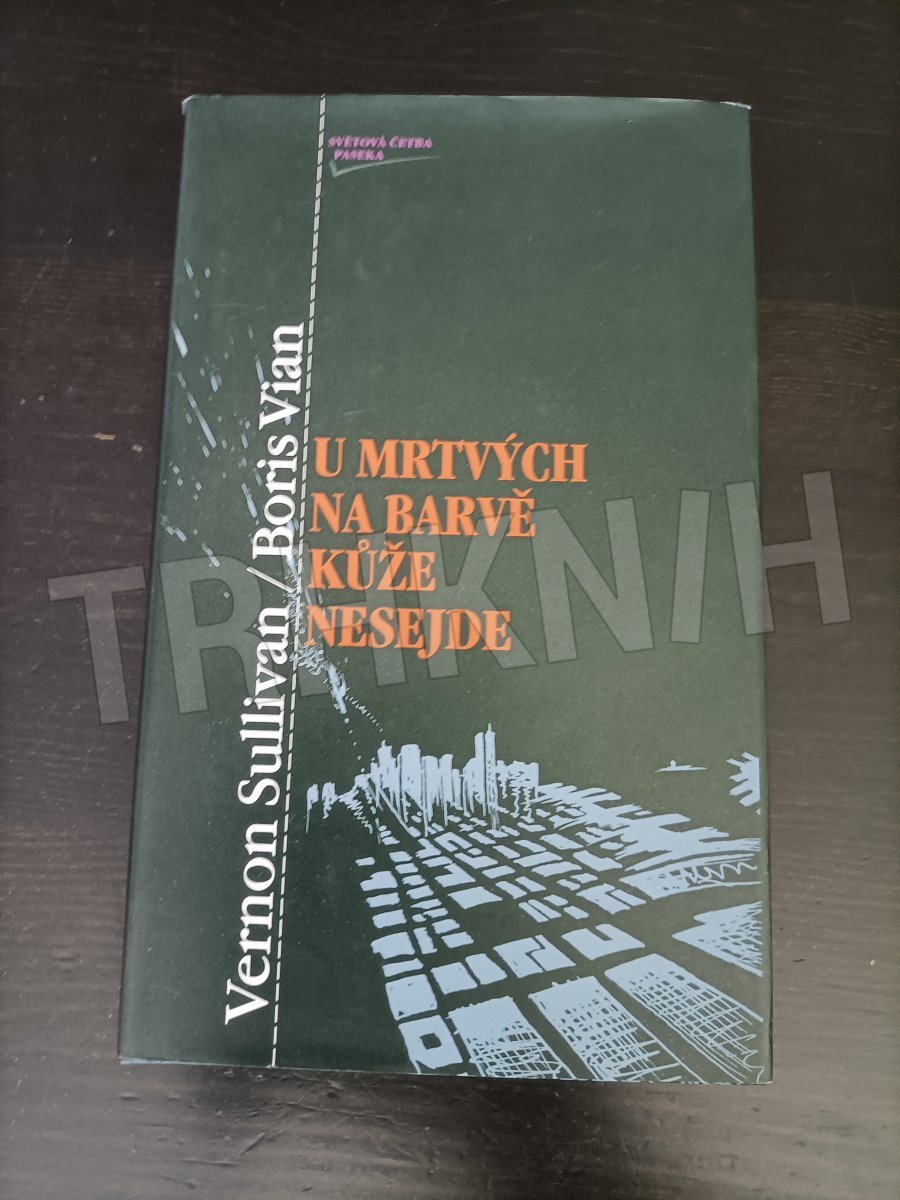 SVĚTOVÁ ČETBA
PASEKA
Vernon Sullivan / Boris Vian
U MRTVÝCH
NA BARVĚ
KŮŽE
NESEJDE
TRHKNIH